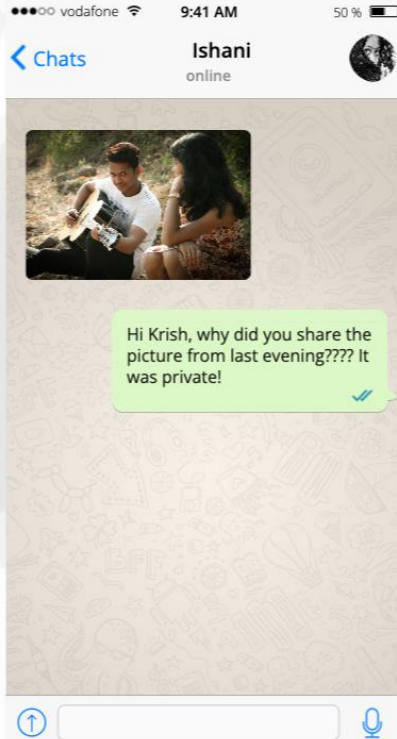 vodafone 9:41 AM 50 %
Chats Ishani
online
Hi Krish, why did you share the
picture from last evening???? It
was private!